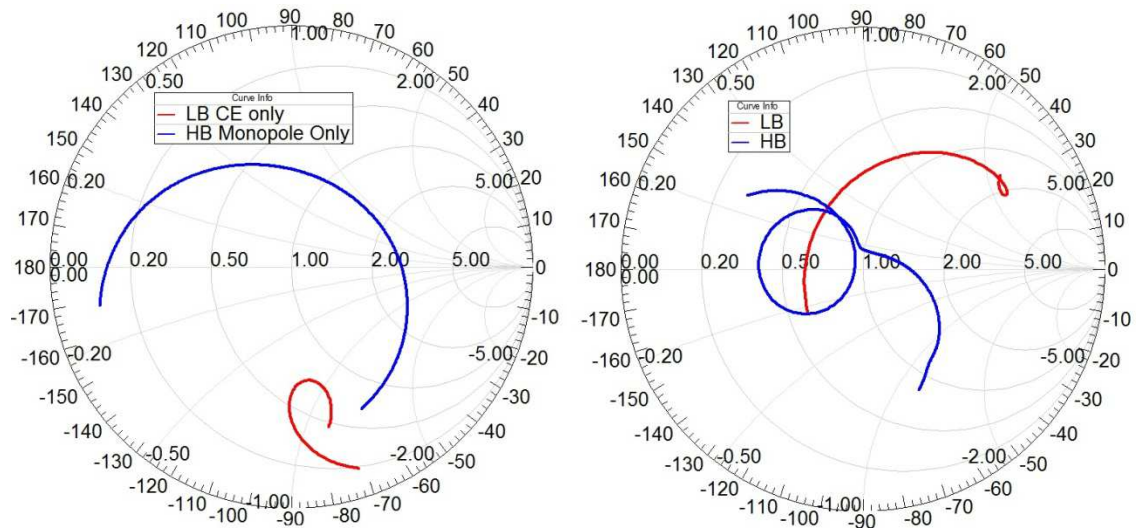 100 90 80
110 1.00 70
120 60
130 0.50 2.00 50
140 40
Curve Info
LB CE only
HB Monopole Only
150 30
160 0.20 5.00 20
170 10
180 0.00 0.20 0.50 1.00 2.00 5.00 0
0.00
-170 -10
-160 -0.20 -5.00 -20
-150 -30
-140 -40
-130 -0.50 -2.00 -50
-120 -60
-110 -1.00 -70
-100 -90 -80
100 90 80
110 1.00 70
120 60
130 0.50 2.00 50
140 40
Curve Info
LB
HB
150 30
160 0.20 5.00 20
170 10
180 0.00 0.20 0.50 1.00 2.00 5.00 0
0.00
-170 -10
-160 -0.20 -5.00 -20
-150 -30
-140 -40
-130 -0.50 -2.00 -50
-120 -60
-110 -1.00 -70
-100 -90 -80